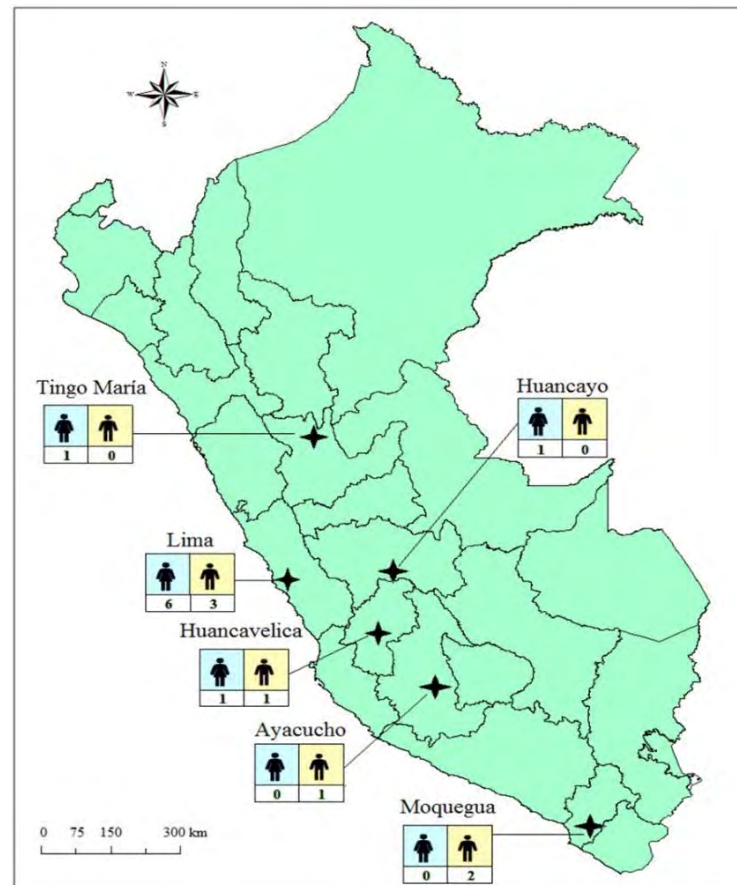 N
W E
S
Tingo María
1 0
Huancayo
1 0
Lima
6 3
Huancavelica
1 1
Ayacucho
0 1
Moquegua
0 2
0 75 150 300 km